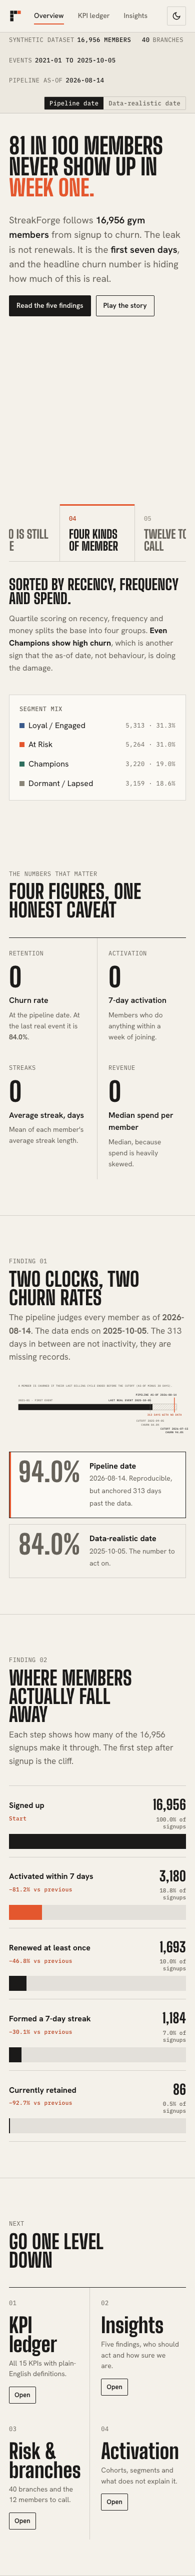 Overview KPI ledger Insights
SYNTHETIC DATASET 16,956 MEMBERS 40 BRANCHES
EVENTS 2021-01 TO 2025-10-05
PIPELINE AS-OF 2026-08-14
Pipeline date Data-realistic date
81 IN 100 MEMBERS
NEVER SHOW UP IN
WEEK ONE.
StreakForge follows 16,956 gym
members from signup to churn. The leak
is not renewals. It is the first seven days,
and the headline churn number is hiding
how much of this is real.
Read the five findings Play the story
O IS STILL
E
04
FOUR KINDS
OF MEMBER
05
TWELVE TO
CALL
SORTED BY RECENCY, FREQUENCY
AND SPEND.
Quartile scoring on recency, frequency and
money splits the base into four groups. Even
Champions show high churn, which is another
sign that the as-of date, not behaviour, is doing
the damage.
SEGMENT MIX
Loyal / Engaged 5,313 · 31.3%
At Risk 5,264 · 31.0%
Champions 3,220 · 19.0%
Dormant / Lapsed 3,159 · 18.6%
THE NUMBERS THAT MATTER
FOUR FIGURES, ONE
HONEST CAVEAT
RETENTION
0
Churn rate
At the pipeline date. At
the last real event it is
84.0%.
ACTIVATION
0
7-day activation
Members who do
anything within a
week of joining.
STREAKS
0
Average streak, days
Mean of each member's
average streak length.
REVENUE
0
Median spend per
member
Median, because
spend is heavily
skewed.
FINDING 01
TWO CLOCKS, TWO
CHURN RATES
The pipeline judges every member as of 2026-
08-14. The data ends on 2025-10-05. The 313
days in between are not inactivity, they are
missing records.
94.0%
Pipeline date
2026-08-14. Reproducible,
but anchored 313 days
past the data.
84.0%
Data-realistic date
2025-10-05. The number to
act on.
FINDING 02
WHERE MEMBERS
ACTUALLY FALL
AWAY
Each step shows how many of the 16,956
signups make it through. The first step after
signup is the cliff.
Signed up 16,956
Start 100.0% of
signups
Activated within 7 days 3,180
−81.2% vs previous 18.8% of
signups
Renewed at least once 1,693
−46.8% vs previous 10.0% of
signups
Formed a 7-day streak 1,184
−30.1% vs previous 7.0% of
signups
Currently retained 86
−92.7% vs previous 0.5% of
signups
NEXT
GO ONE LEVEL
DOWN
01
KPI
ledger
All 15 KPIs with plain-
English definitions.
Open
02
Insights
Five findings, who should
act and how sure we
are.
Open
03
Risk &
branches
40 branches and the
12 members to call.
Open
04
Activation
Cohorts, segments and
what does not explain it.
Open